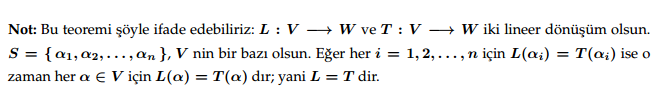 Not: Bu teoremi şöyle ifade edebiliriz: L : V ⟶ W ve T : V ⟶ W iki lineer dönüşüm olsun.
S = { α₁, α₂, . . . , αₙ }, V nin bir bazı olsun. Eğer her i = 1, 2, . . . , n için L(αᵢ) = T(αᵢ) ise o
zaman her α ∈ V için L(α) = T(α) dır; yani L = T dir.